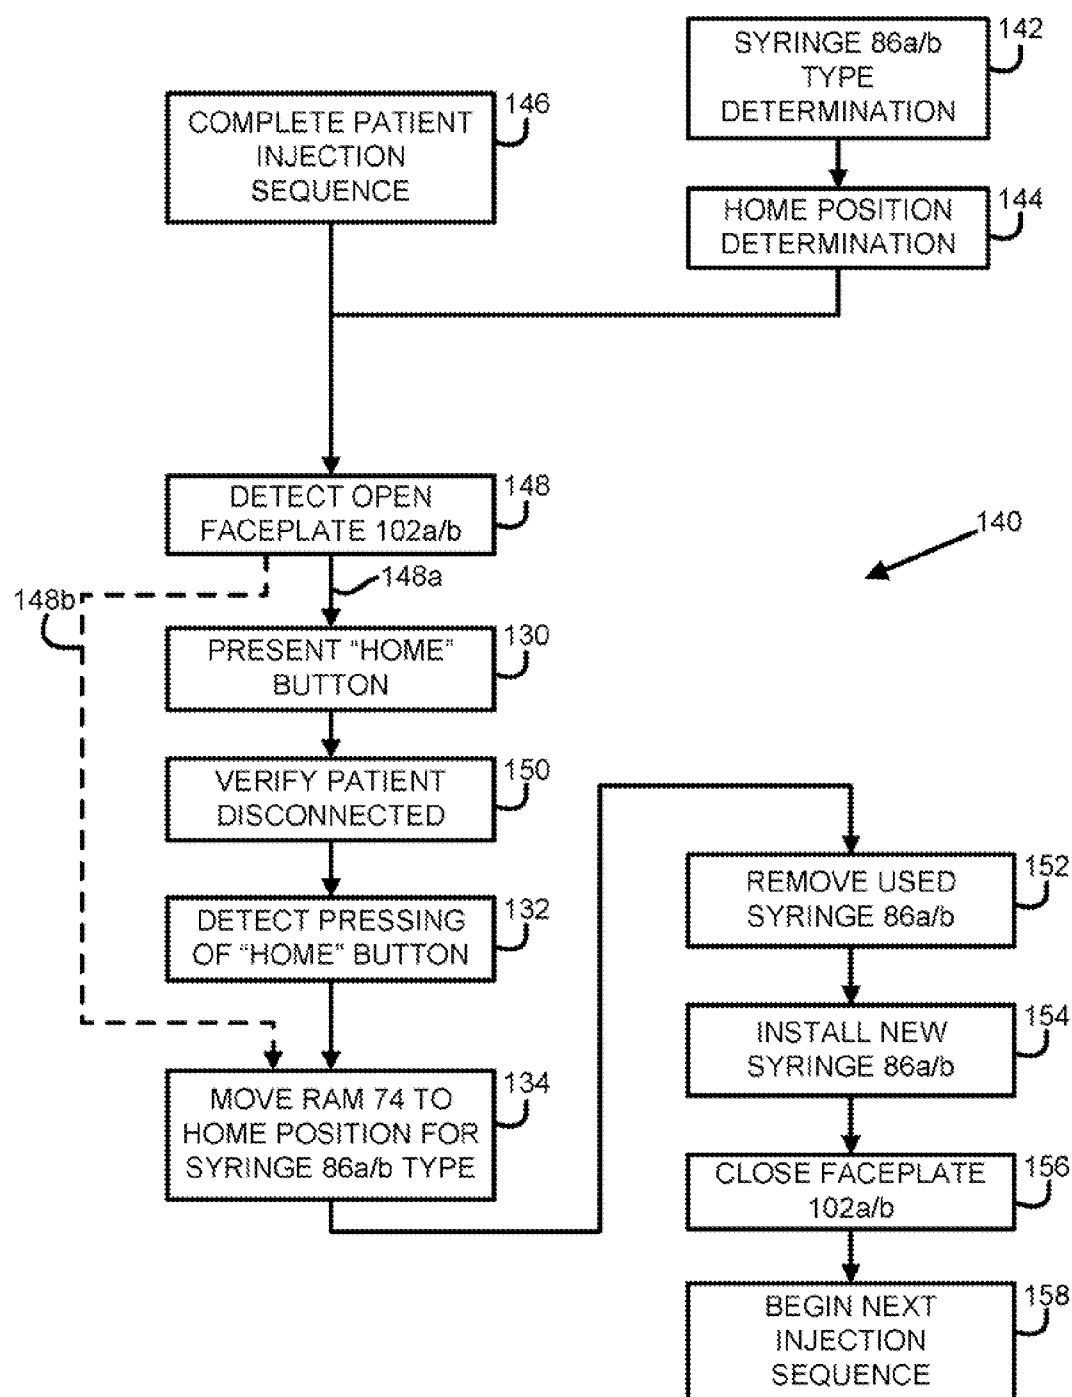 SYRINGE 86a/b
TYPE
DETERMINATION
142
COMPLETE PATIENT
INJECTION
SEQUENCE
146
HOME POSITION
DETERMINATION
144
DETECT OPEN
FACEPLATE 102a/b
148
140
148a
148b
PRESENT “HOME”
BUTTON
130
VERIFY PATIENT
DISCONNECTED
150
DETECT PRESSING
OF “HOME” BUTTON
132
MOVE RAM 74 TO
HOME POSITION FOR
SYRINGE 86a/b TYPE
134
REMOVE USED
SYRINGE 86a/b
152
INSTALL NEW
SYRINGE 86a/b
154
CLOSE FACEPLATE
102a/b
156
BEGIN NEXT
INJECTION
SEQUENCE
158